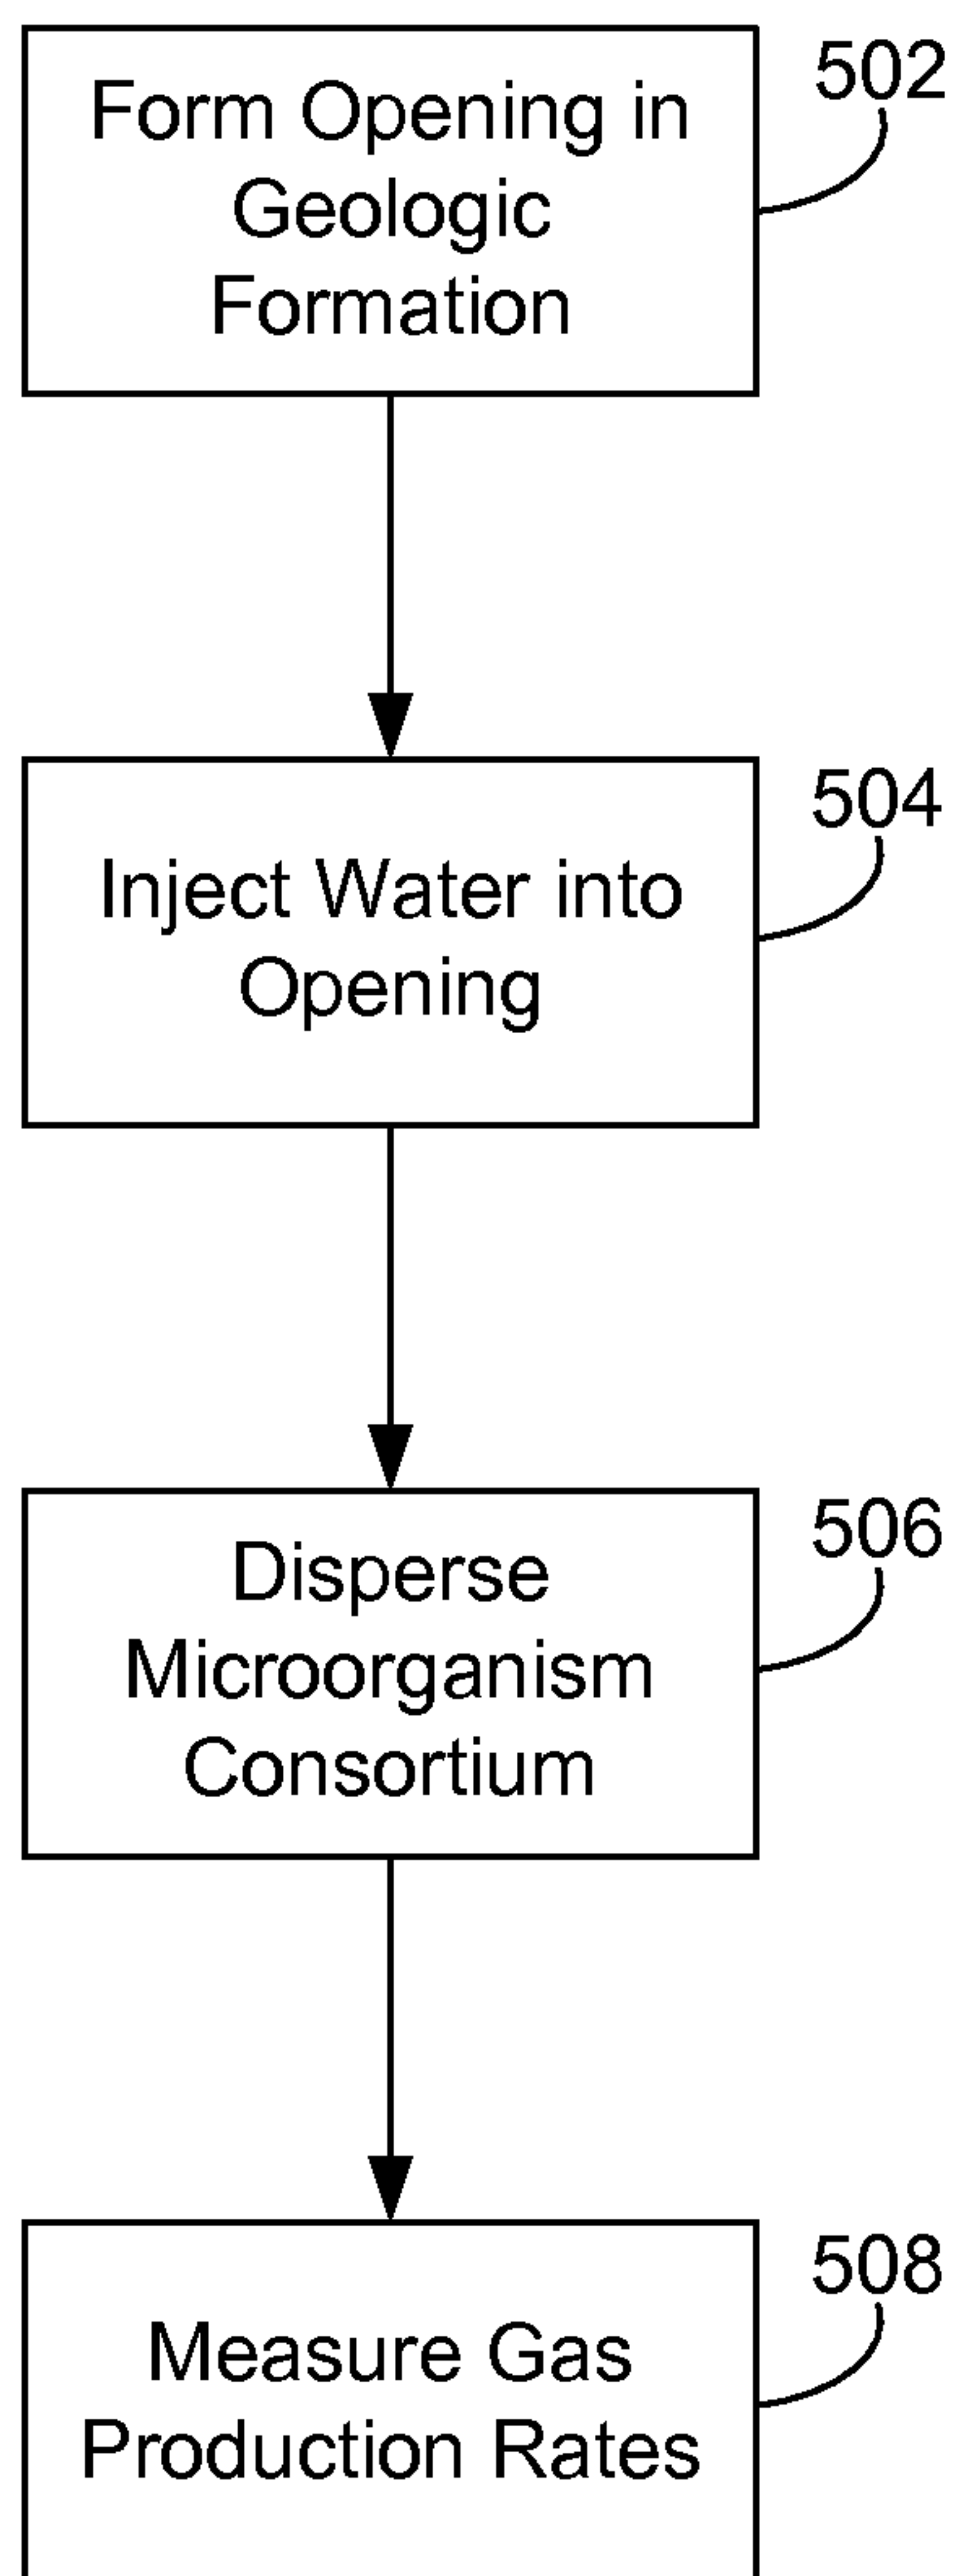 Form Opening in
Geologic
Formation
502
Inject Water into
Opening
504
Disperse
Microorganism
Consortium
506
Measure Gas
Production Rates
508